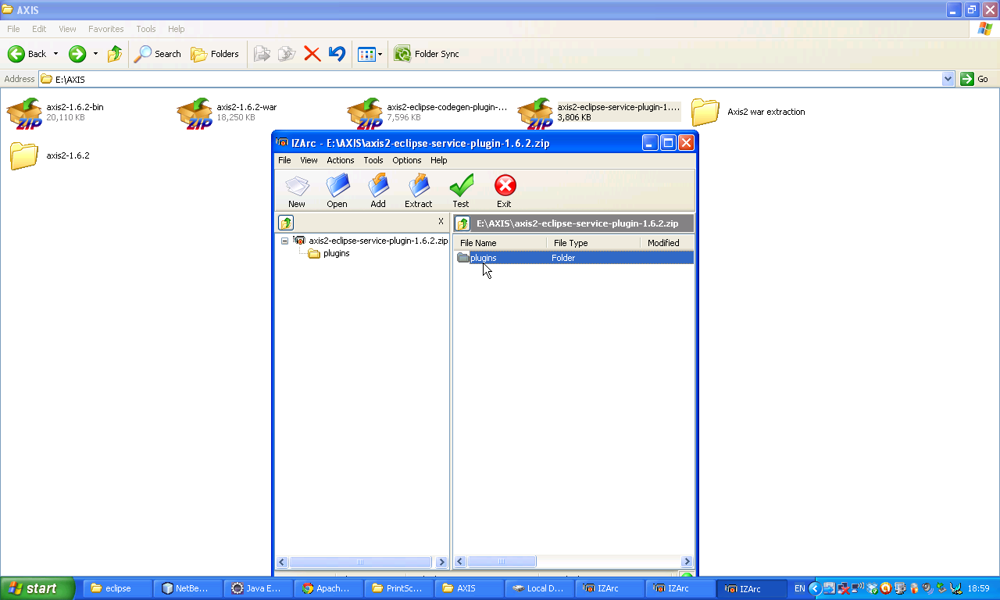 AXIS
File Edit View Favorites Tools Help
Back Search Folders Folder Sync
Address E:\AXIS Go
axis2-1.6.2-bin
20,110 KB
axis2-1.6.2-war
18,250 KB
axis2-eclipse-codegen-plugin-...
7,596 KB
axis2-eclipse-service-plugin-1....
3,806 KB
Axis2 war extraction
axis2-1.6.2
ZIP ZIP ZIP ZIP
IZArc - E:\AXIS\axis2-eclipse-service-plugin-1.6.2.zip
File View Actions Tools Options Help
New Open Add Extract Test Exit
X
E:\AXIS\axis2-eclipse-service-plugin-1.6.2.zip
axis2-eclipse-service-plugin-1.6.2.zip
plugins
File Name File Type Modified
plugins Folder
start eclipse NetBe... Java E... Apach... PrintSc... AXIS Local D... IZArc IZArc IZArc EN 18:59